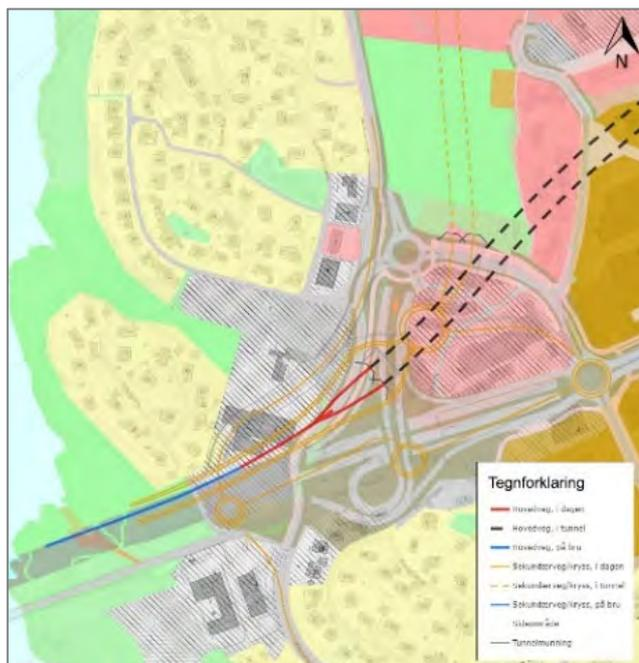 N
Tegnforklaring
Hovedveg, i dagen
Hovedveg, i tunnel
Hovedveg, på bru
Sekundærveg/kryss, i dagen
Sekundærveg/kryss, i tunnel
Sekundærveg/kryss, på bru
Sideområde
Tunnelmunning